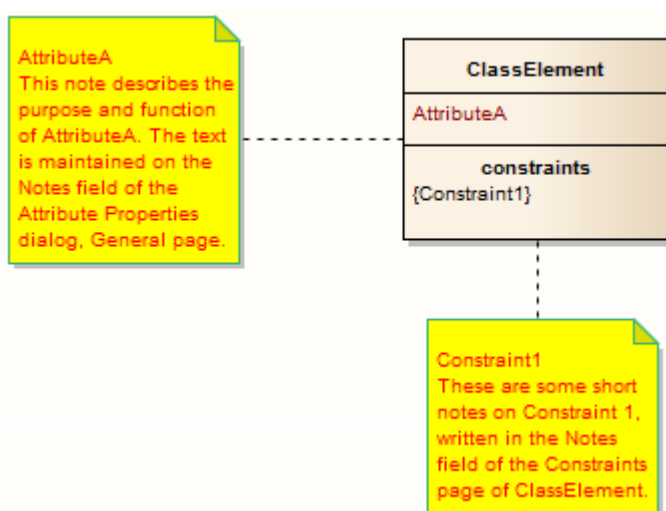 AttributeA
This note describes the
purpose and function
of AttributeA. The text
is maintained on the
Notes field of the
Attribute Properties
dialog, General page.
ClassElement
AttributeA
constraints
{Constraint1}
Constraint1
These are some short
notes on Constraint 1,
written in the Notes
field of the Constraints
page of ClassElement.